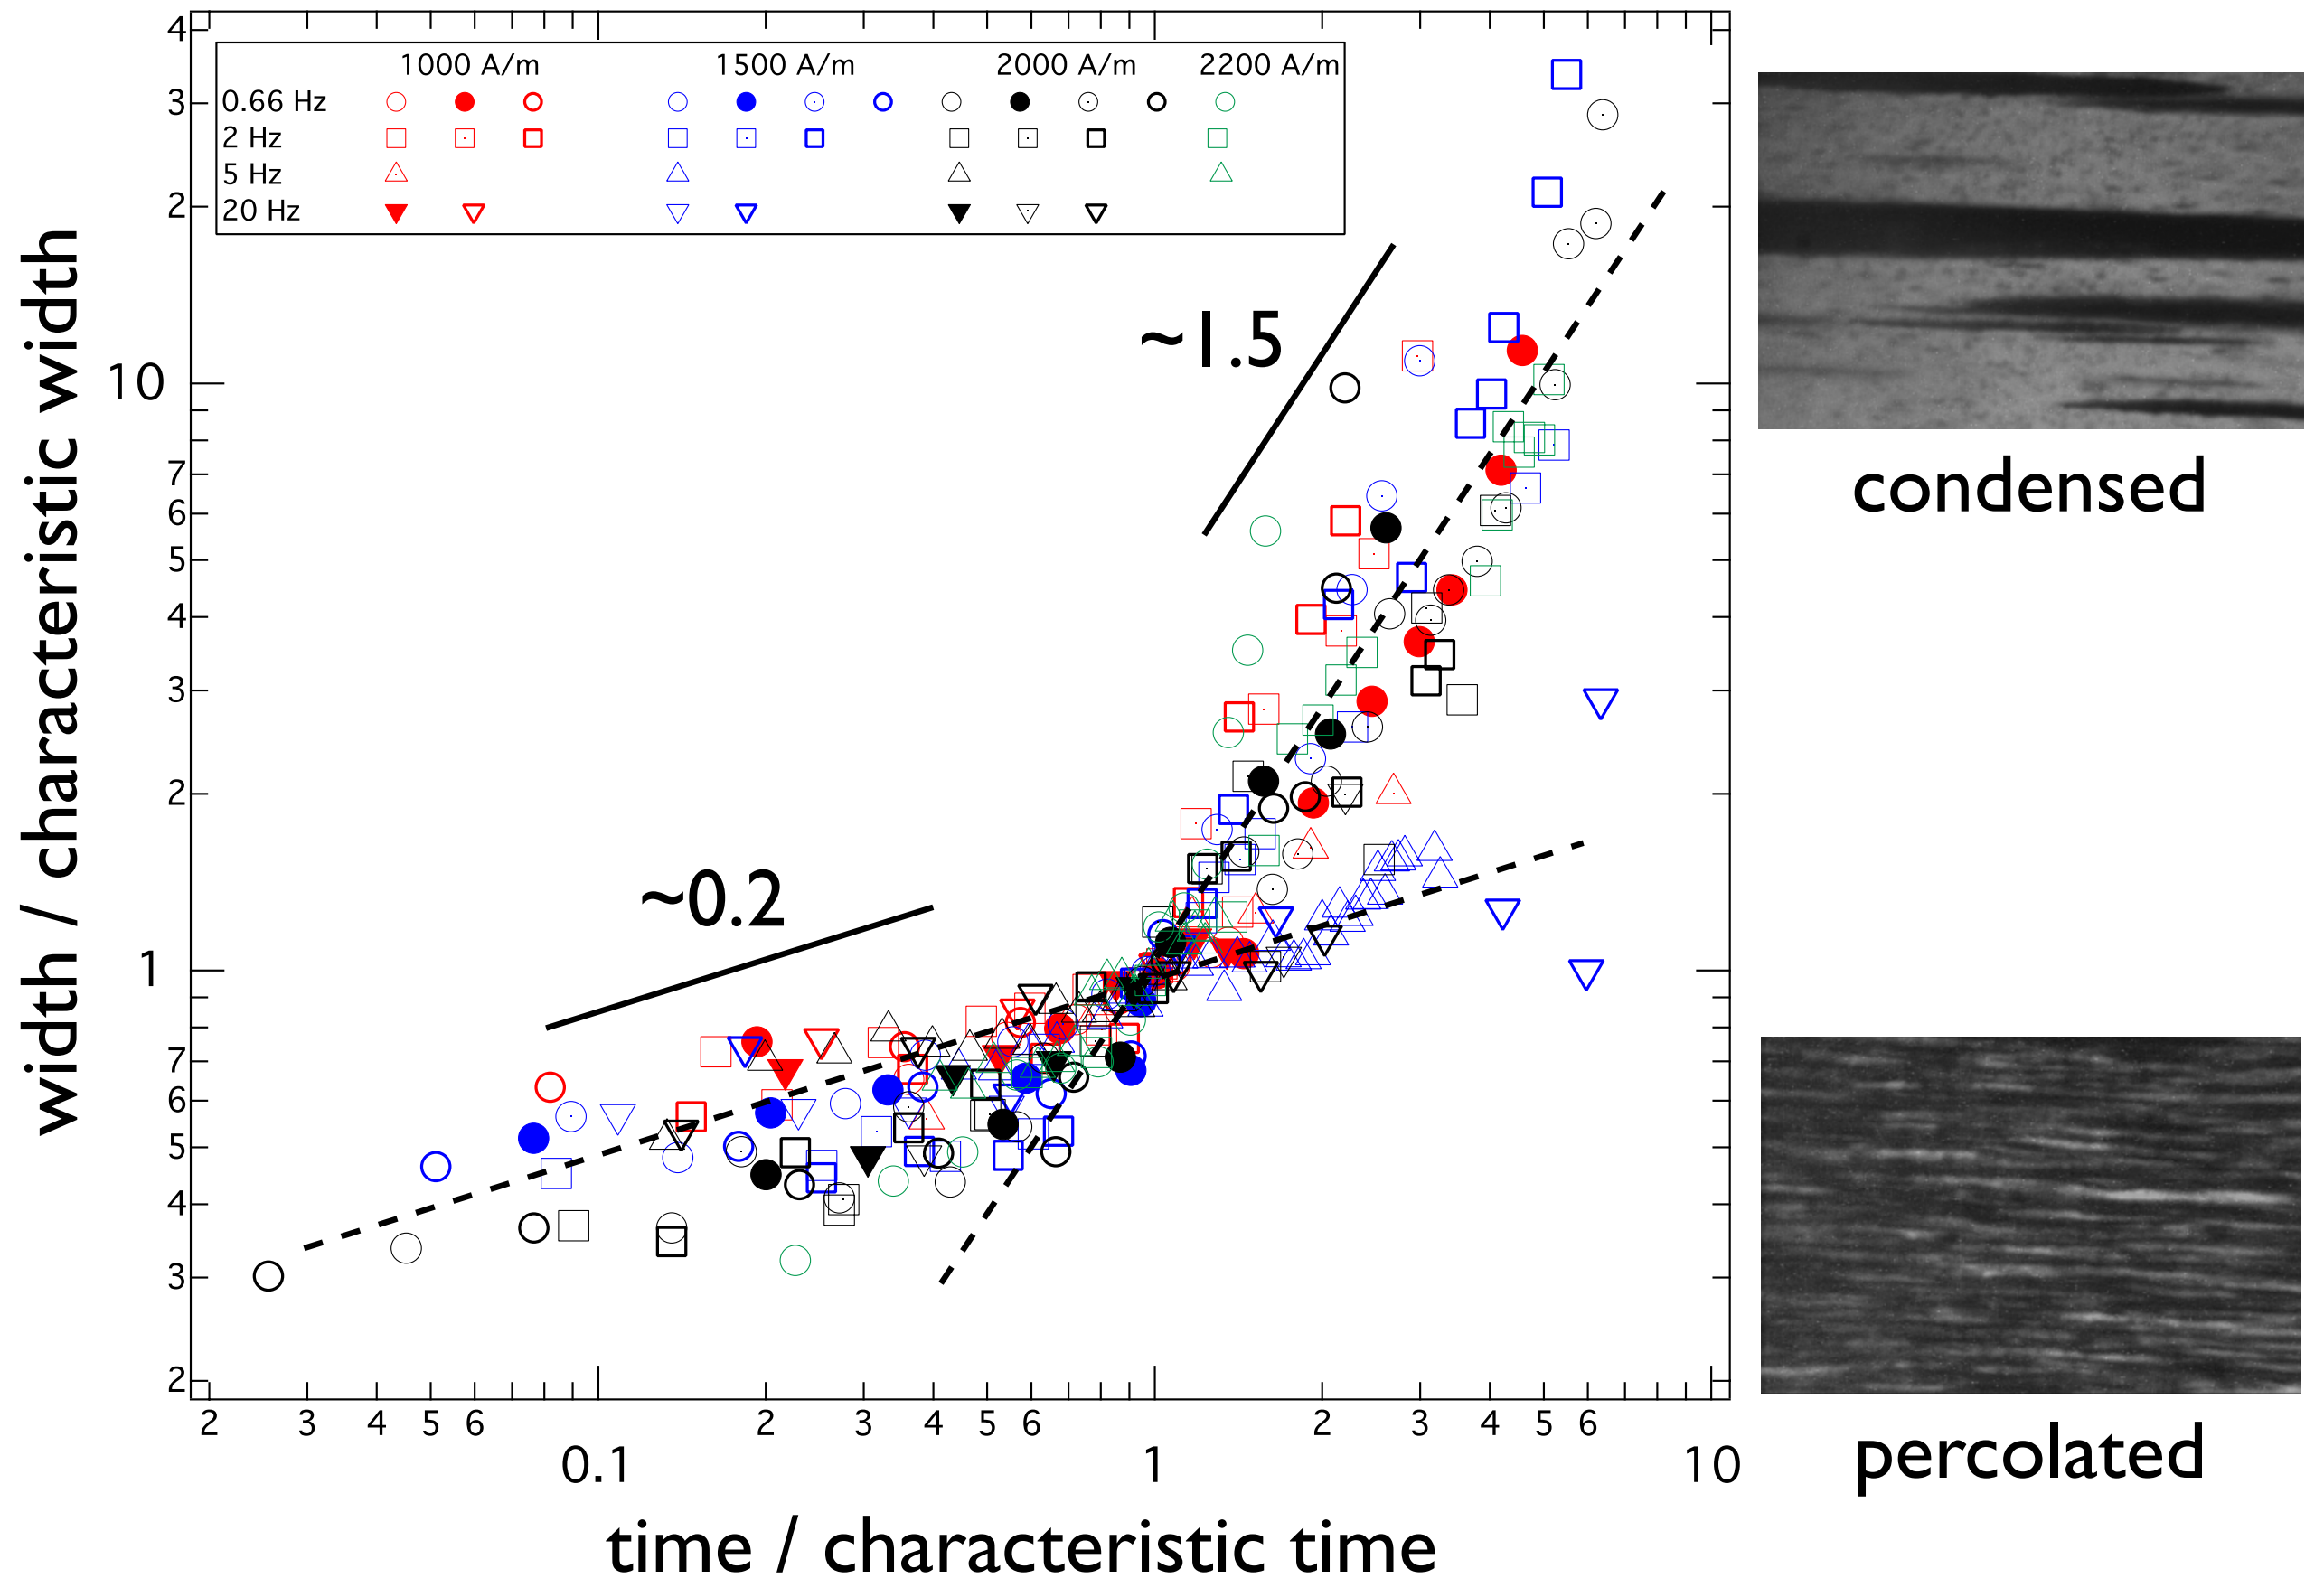 4
3
2
10
7
6
5
4
3
2
1
7
6
5
4
3
2
1000 A/m 1500 A/m 2000 A/m 2200 A/m
0.66 Hz
2 Hz
5 Hz
20 Hz
~1.5
~0.2
width / characteristic width
2 3 4 5 6 2 3 4 5 6 2 3 4 5 6
0.1 1 10
time / characteristic time
condensed
percolated